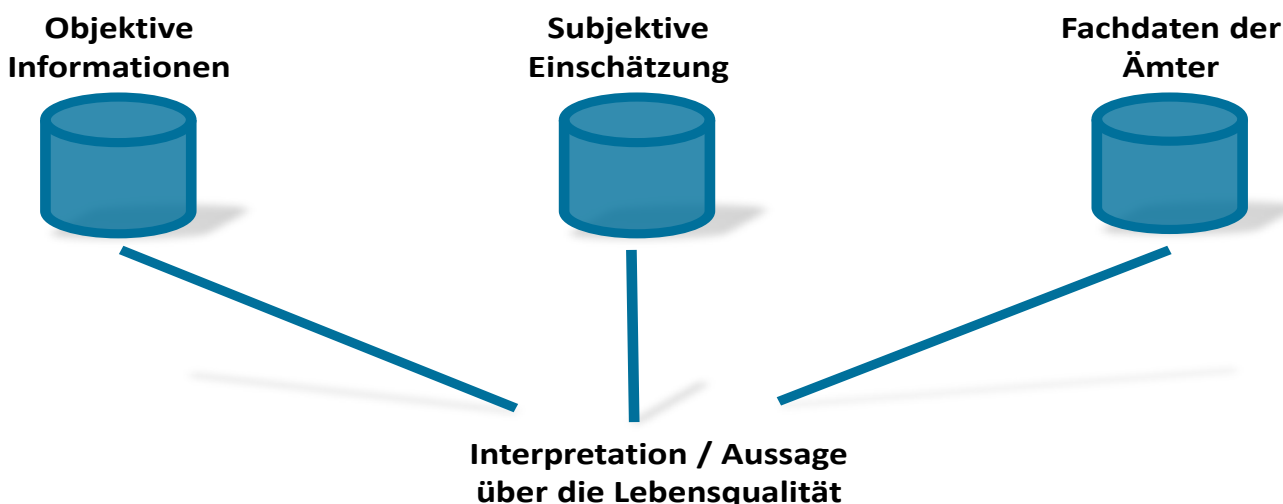 Objektive
Informationen
Subjektive
Einschätzung
Fachdaten der
Ämter
Interpretation / Aussage
über die Lebensqualität